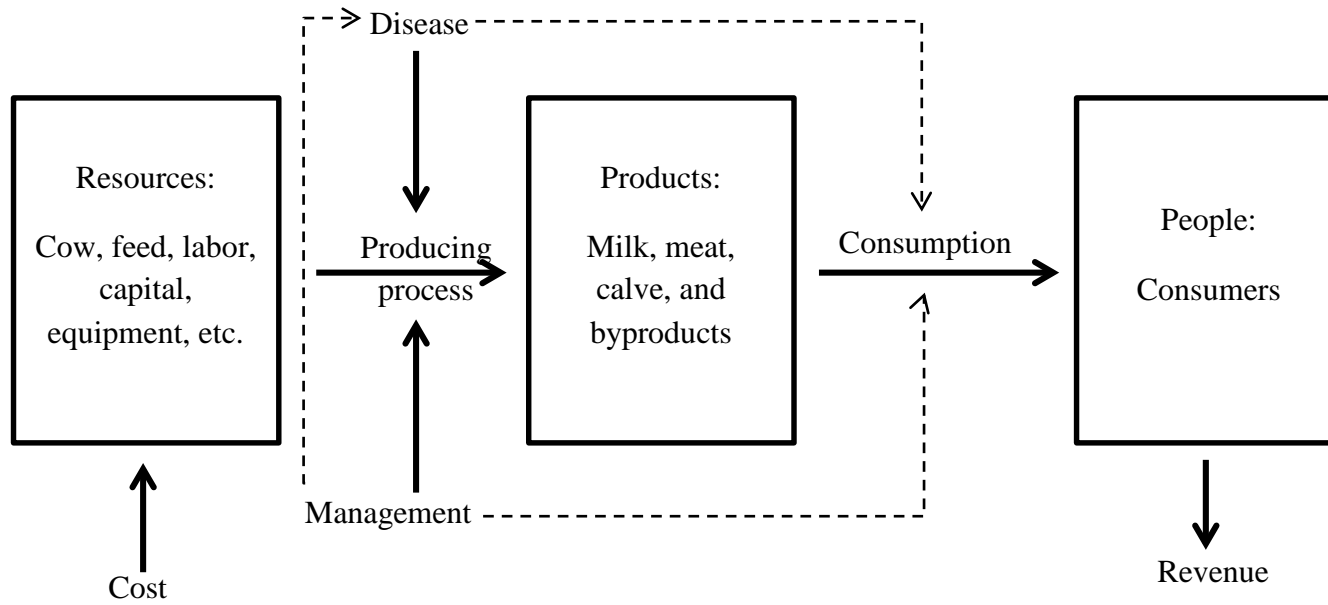 Disease
Resources:
Cow, feed, labor,
capital,
equipment, etc.
Producing
process
Products:
Milk, meat,
calve, and
byproducts
Consumption
People:
Consumers
Management
Cost
Revenue